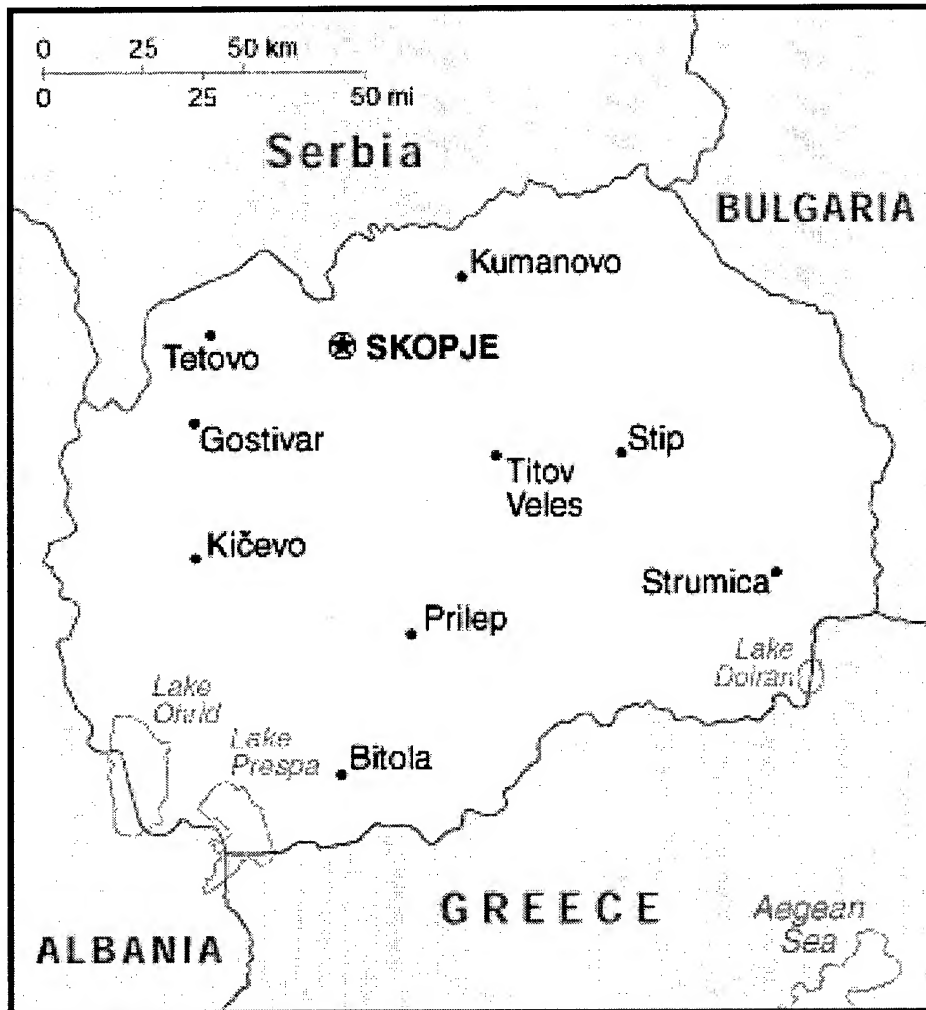 0 25 50 km
0 25 50 mi
Serbia
BULGARIA
Kumanovo
Tetovo
SKOPJE
Gostivar
Stip
Titov
Veles
Kičevo
Strumica
Prilep
Lake
Doiran
Lake
Ohrid
Lake
Prespa
Bitola
GREECE
Aegean
Sea
ALBANIA